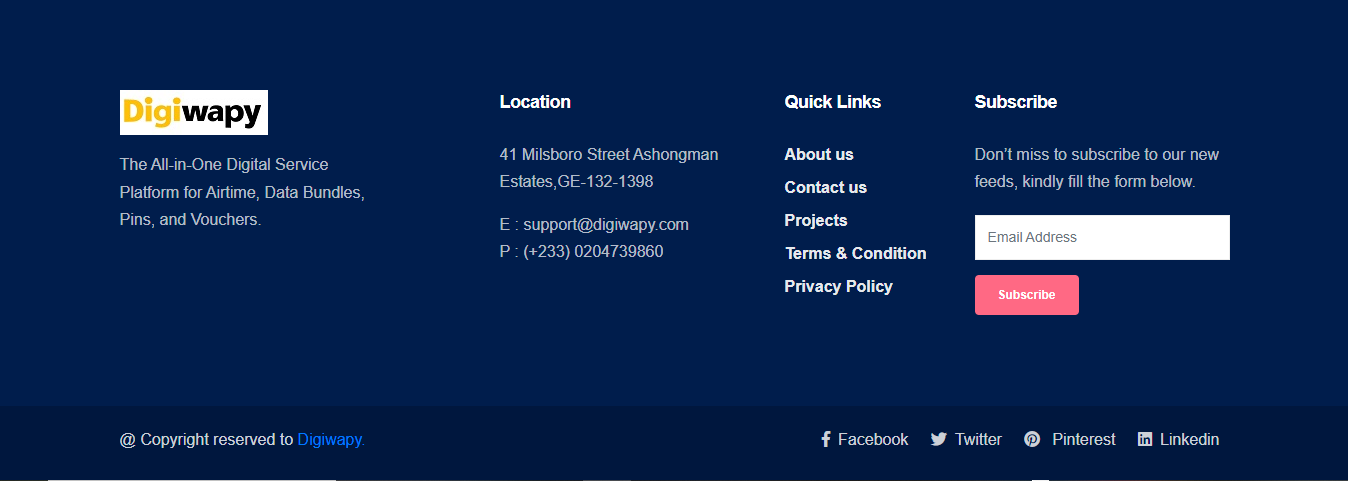 Digiwapy
The All-in-One Digital Service
Platform for Airtime, Data Bundles,
Pins, and Vouchers.
Location
41 Milsboro Street Ashongman
Estates,GE-132-1398
E : support@digiwapy.com
P : (+233) 0204739860
Quick Links
About us
Contact us
Projects
Terms & Condition
Privacy Policy
Subscribe
Don’t miss to subscribe to our new
feeds, kindly fill the form below.
Email Address
Subscribe
@ Copyright reserved to Digiwapy.
Facebook Twitter Pinterest Linkedin